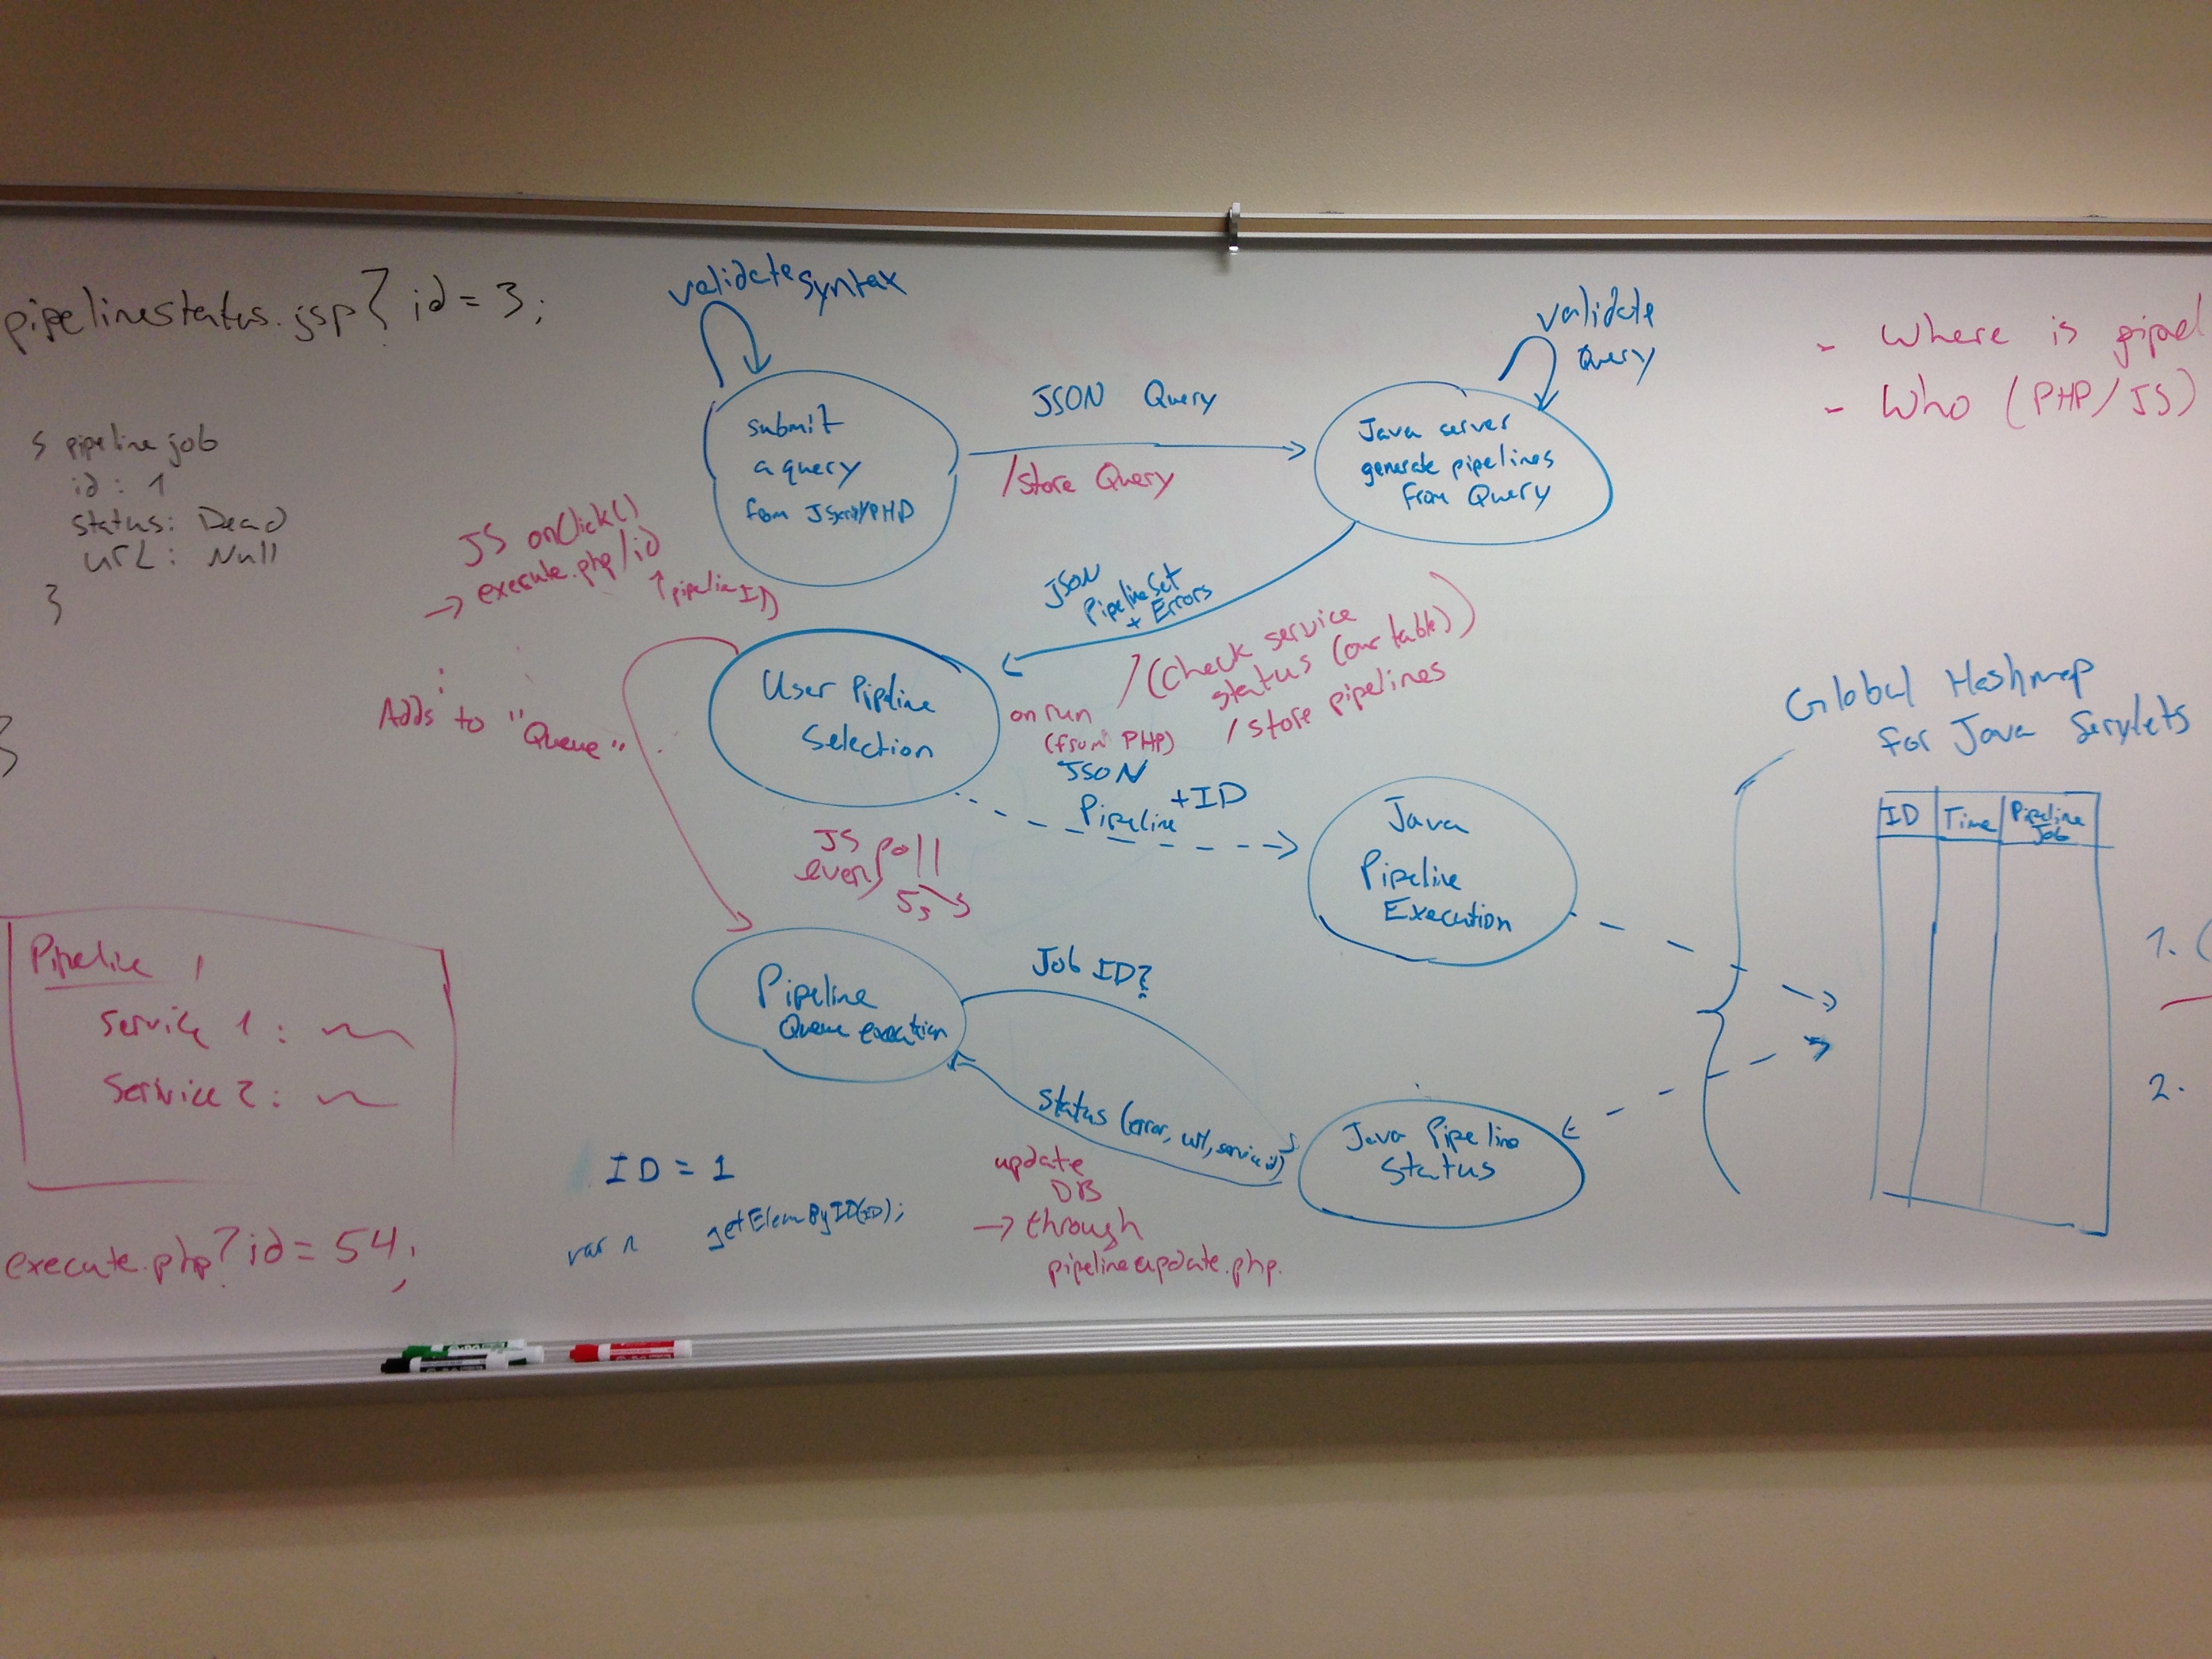 pipelinestatus.jsp? id = 3;
pipeline job
id : 1
status: Dead
url : Null
}
}
validate syntax
submit
a query
from JScript/PHP
JSON Query
/store Query
validate
Query
Java server
generate pipelines
from Query
- Where is
- Who (PHP/JS)
JS onClick()
→ execute.php/id
↑ pipeline ID
Adds to "Queue"
JSON
PipelineSet
+ Errors
/(Check service
status (our table))
/store pipelines
User Pipeline
Selection
on run
(from PHP)
JSON
Pipeline + ID
Java
Pipeline
Execution
Global Hashmap
for Java Servlets
ID Time Pipeline
Job
1. (
2.
JS poll
every 5s
Pipeline
Queue execution
Job ID?
Status (error, url, service id)
Java Pipeline
Status
update
DB
→ through
pipelineupdate.php.
Pipeline 1
Service 1 :
Service 2 :
execute.php?id = 54;
ID = 1
var n getElemByID(ID);